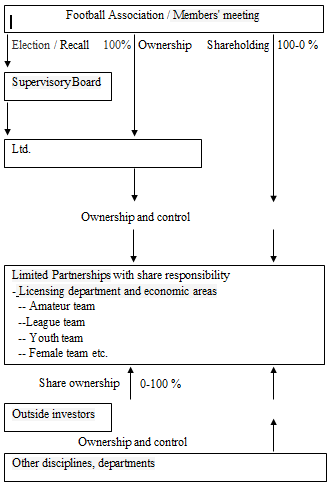 Football Association / Members' meeting
Election / Recall 100% Ownership Shareholding 100-0 %
Supervisory Board
Ltd.
Ownership and control
Limited Partnerships with share responsibility
- Licensing department and economic areas
-- Amateur team
--League team
-- Youth team
-- Female team etc.
Share ownership 0-100 %
Outside investors
Ownership and control
Other disciplines, departments